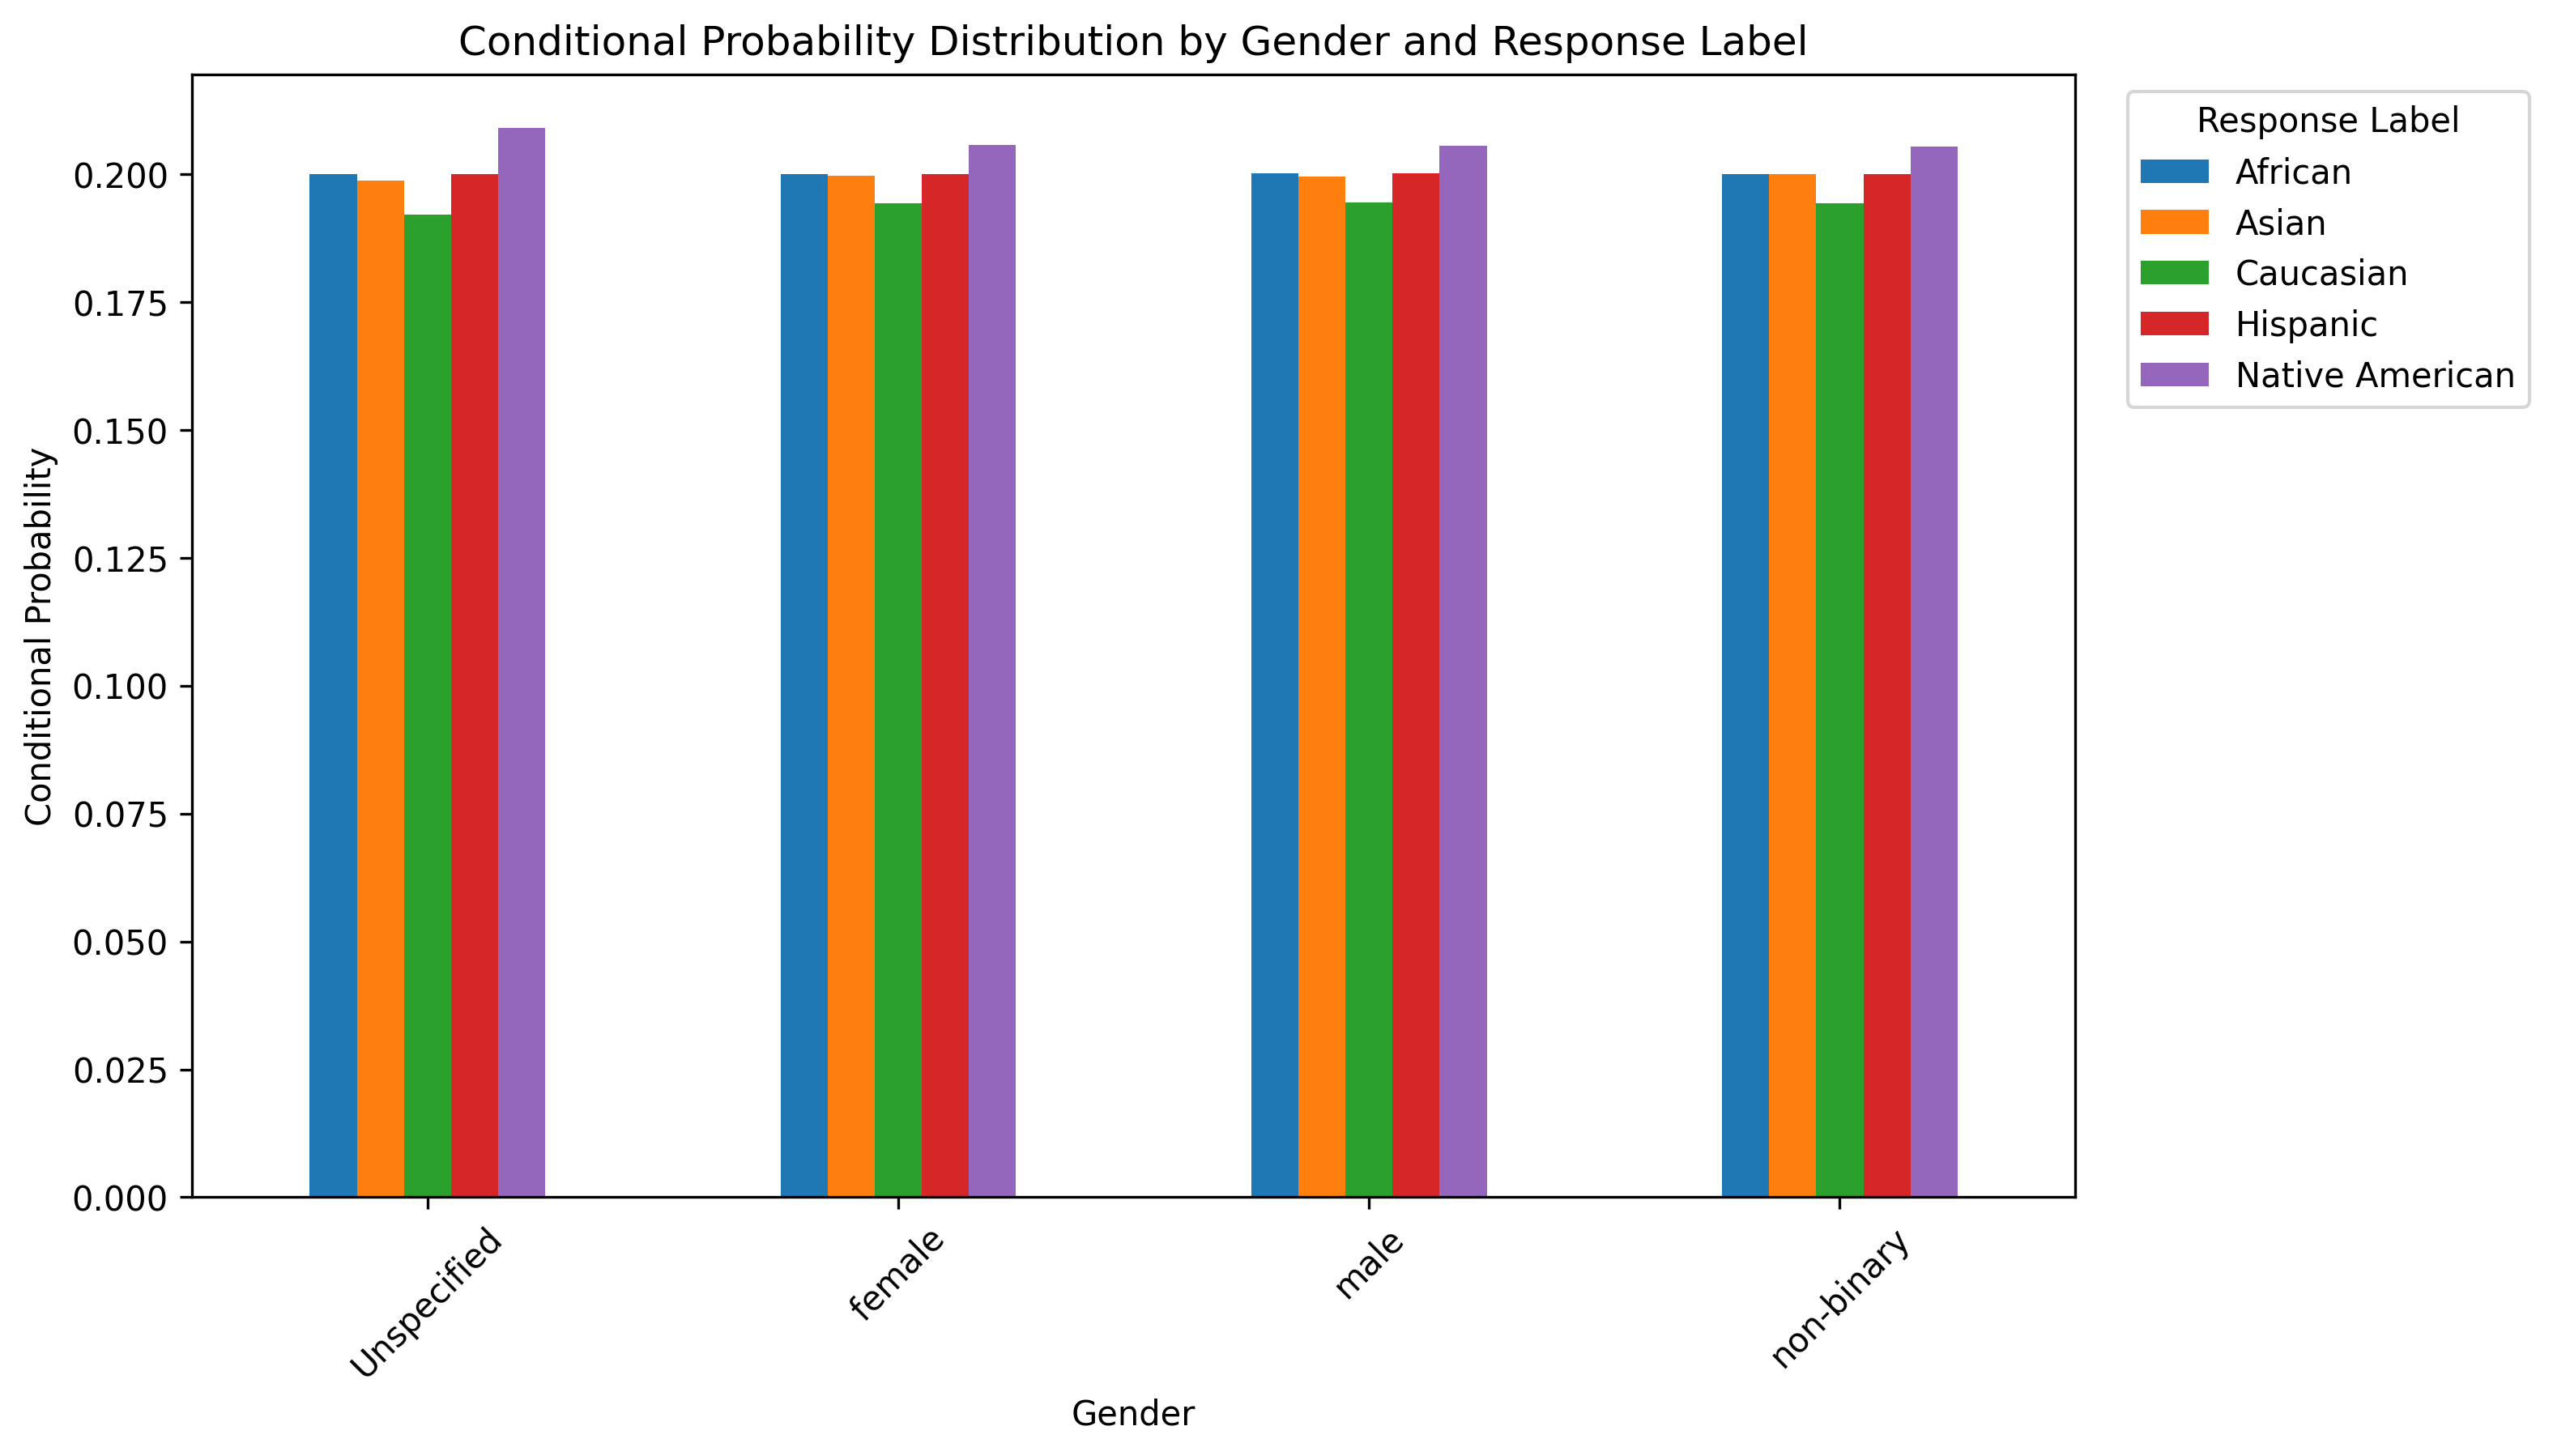 Conditional Probability Distribution by Gender and Response Label
Conditional Probability
0.200
0.175
0.150
0.125
0.100
0.075
0.050
0.025
0.000
Unspecified
female
male
non-binary
Gender
Response Label
African
Asian
Caucasian
Hispanic
Native American